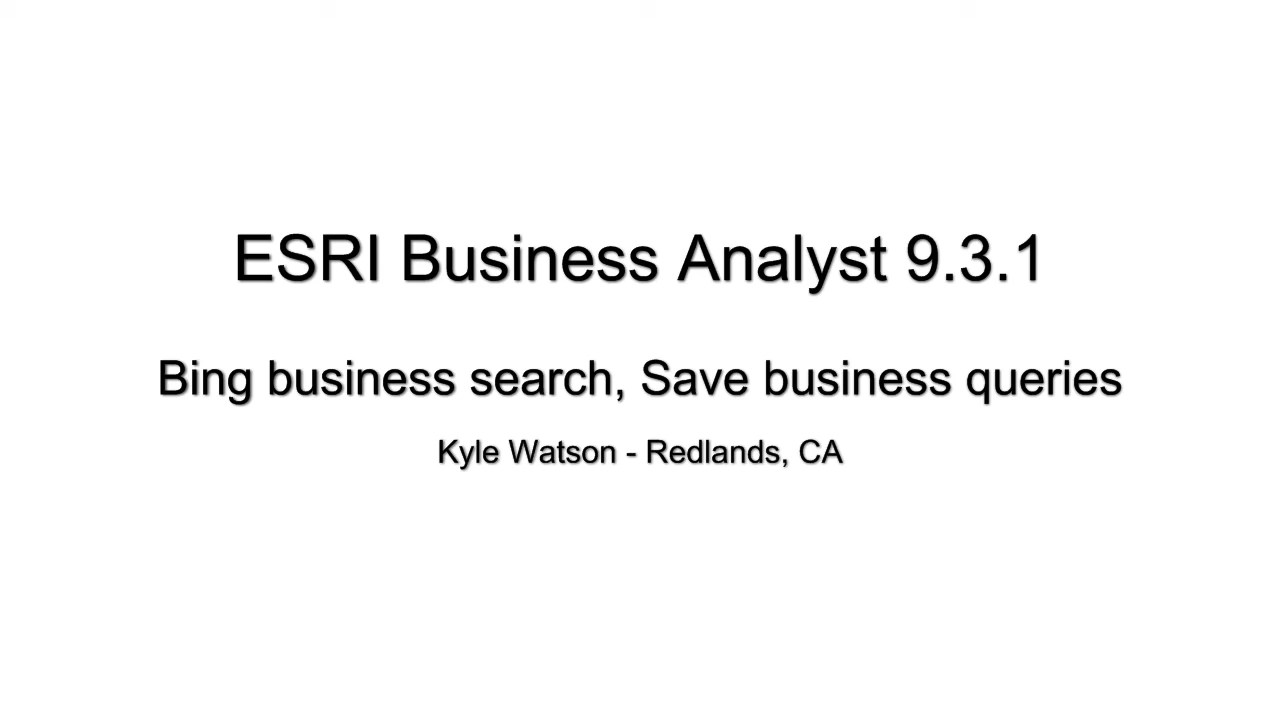 ESRI Business Analyst 9.3.1
Bing business search, Save business queries
Kyle Watson - Redlands, CA